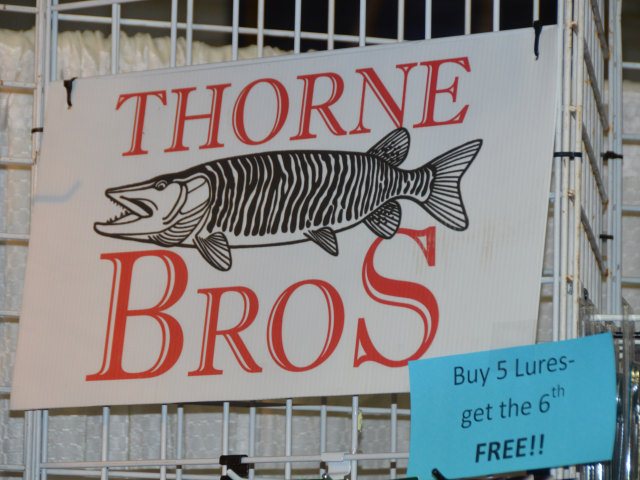 THORNE
BROS
Buy 5 Lures-
get the 6th
FREE!!